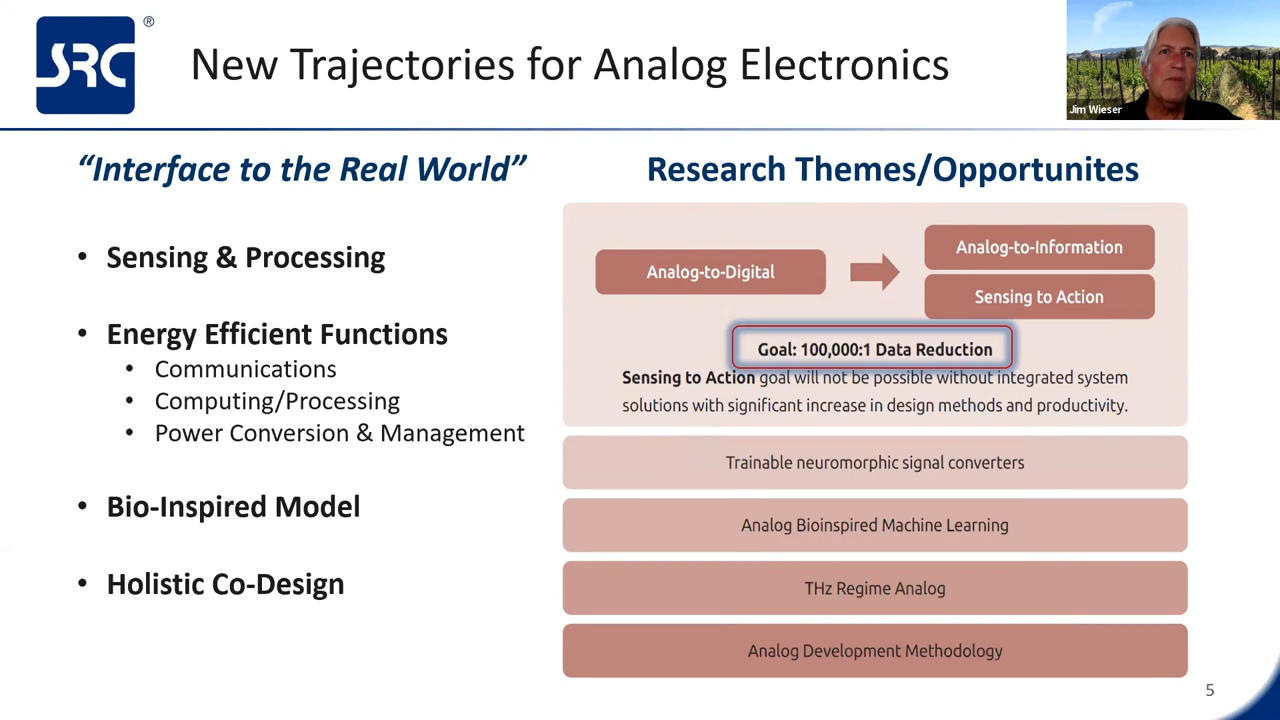 SRC®
New Trajectories for Analog Electronics
Jim Wieser
“Interface to the Real World”
• Sensing & Processing
• Energy Efficient Functions
• Communications
• Computing/Processing
• Power Conversion & Management
• Bio-Inspired Model
• Holistic Co-Design
Research Themes/Opportunites
Analog-to-Digital
Analog-to-Information
Sensing to Action
Goal: 100,000:1 Data Reduction
Sensing to Action goal will not be possible without integrated system
solutions with significant increase in design methods and productivity.
Trainable neuromorphic signal converters
Analog Bioinspired Machine Learning
THz Regime Analog
Analog Development Methodology
5